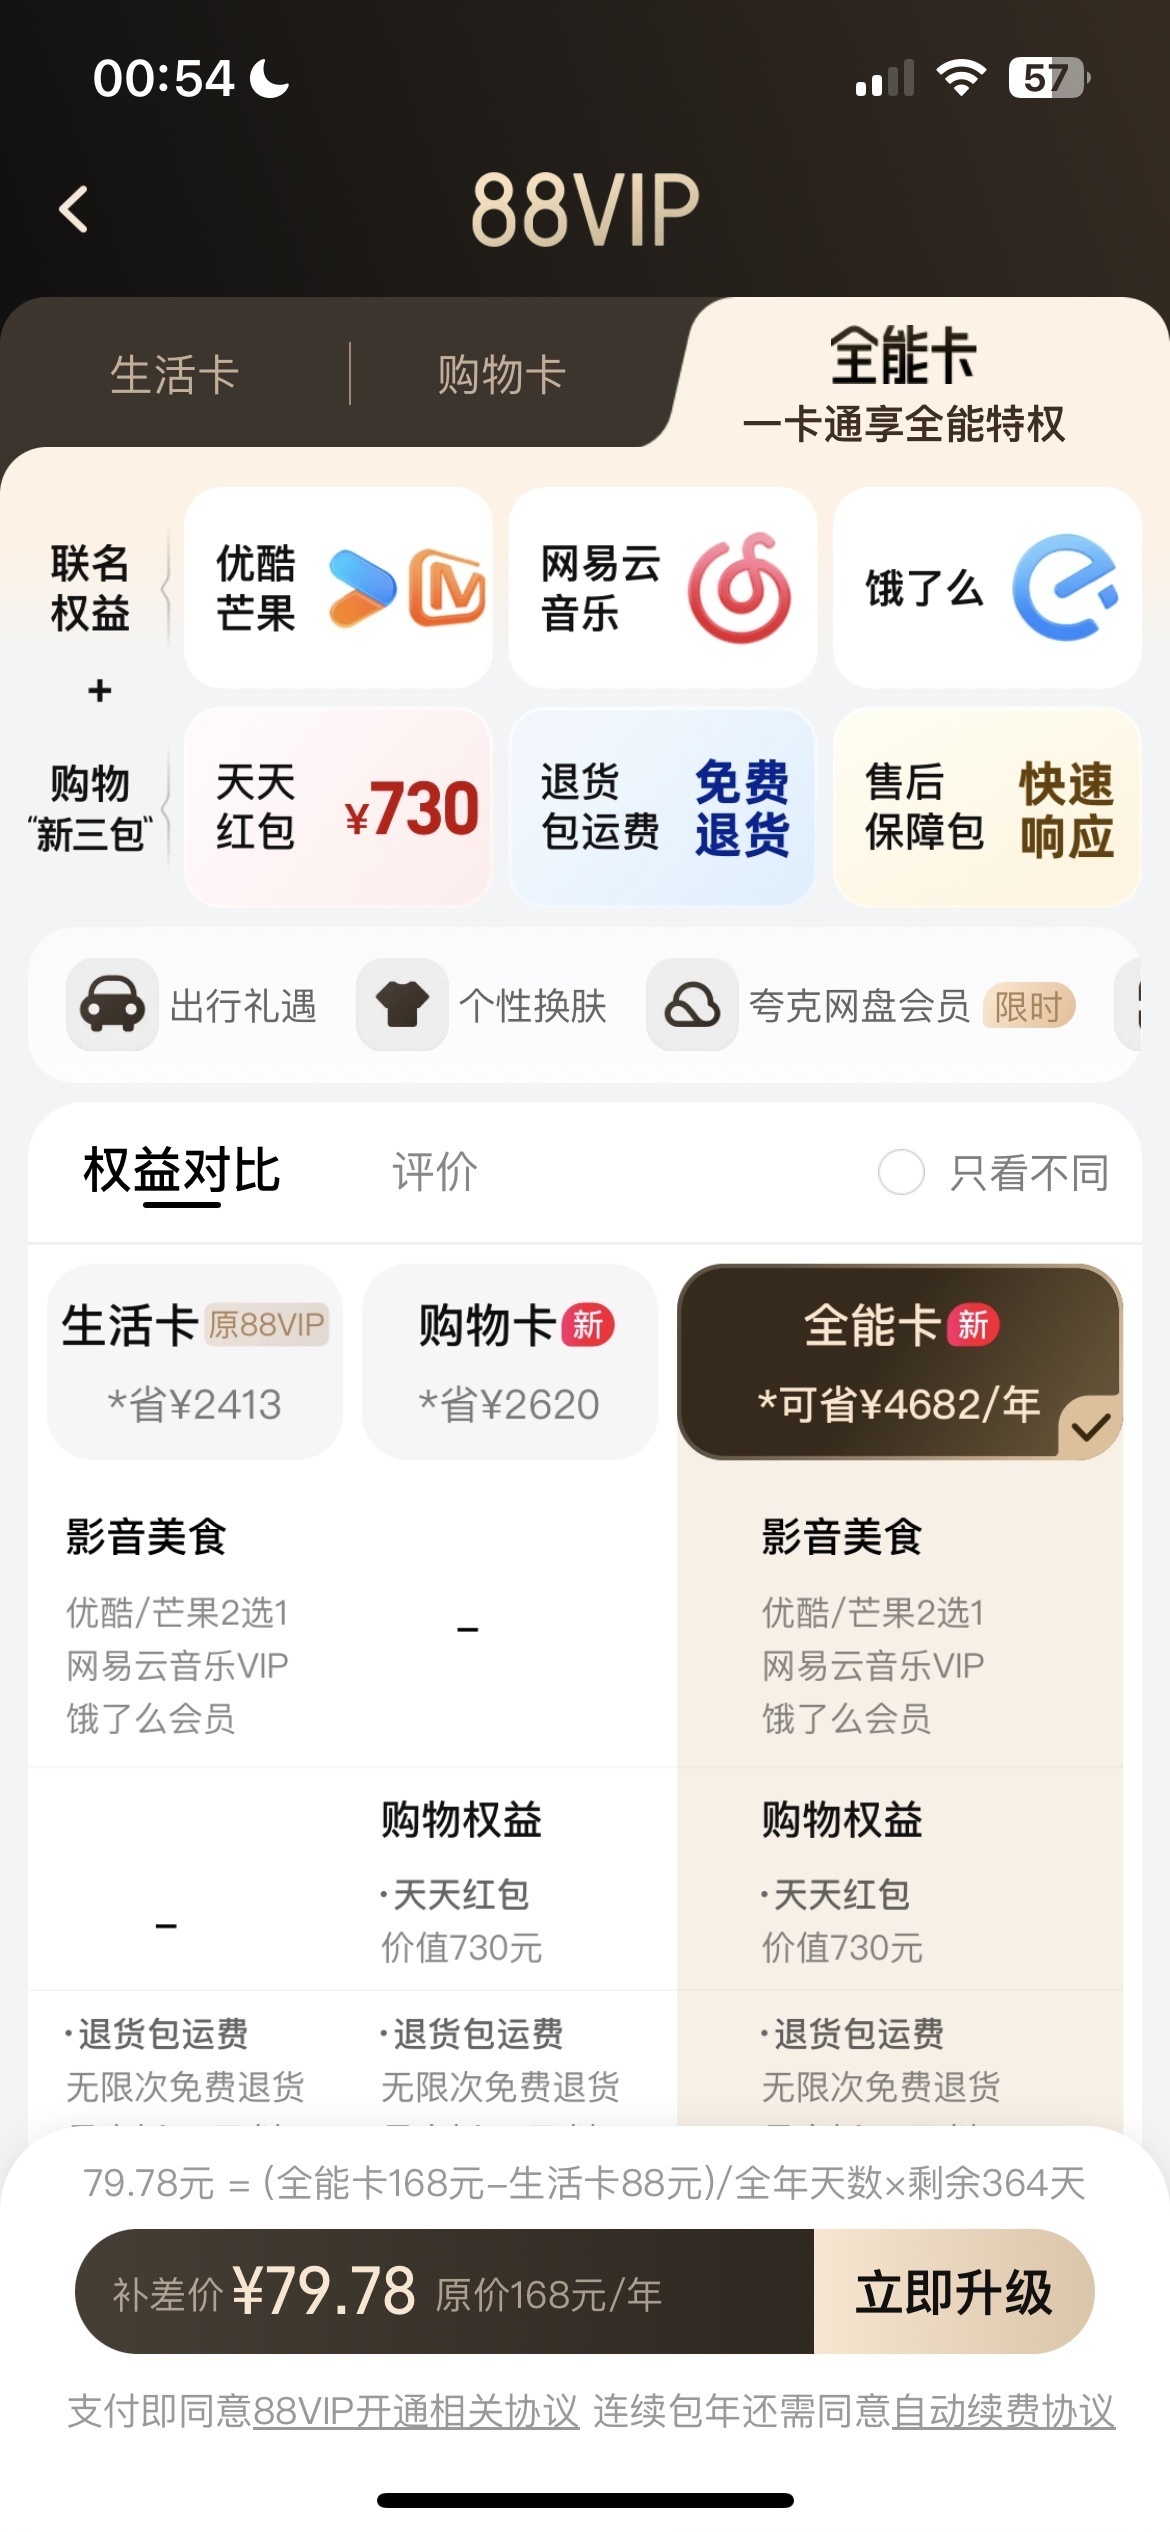 00:54
57
88VIP
生活卡
购物卡
全能卡
一卡通享全能特权
联名
权益
优酷
芒果
网易云
音乐
饿了么
+
购物
“新三包”
天天
红包
¥730
退货
包运费
免费
退货
售后
保障包
快速
响应
出行礼遇
个性换肤
夸克网盘会员
限时
权益对比
评价
只看不同
生活卡 原88VIP
*省¥2413
购物卡 新
*省¥2620
全能卡 新
*可省¥4682/年
影音美食
优酷/芒果2选1
网易云音乐VIP
饿了么会员
–
影音美食
优酷/芒果2选1
网易云音乐VIP
饿了么会员
–
购物权益
·天天红包
价值730元
购物权益
·天天红包
价值730元
·退货包运费
无限次免费退货
·退货包运费
无限次免费退货
·退货包运费
无限次免费退货
79.78元 = (全能卡168元–生活卡88元)/全年天数×剩余364天
补差价 ¥79.78 原价168元/年
立即升级
支付即同意88VIP开通相关协议 连续包年还需同意自动续费协议